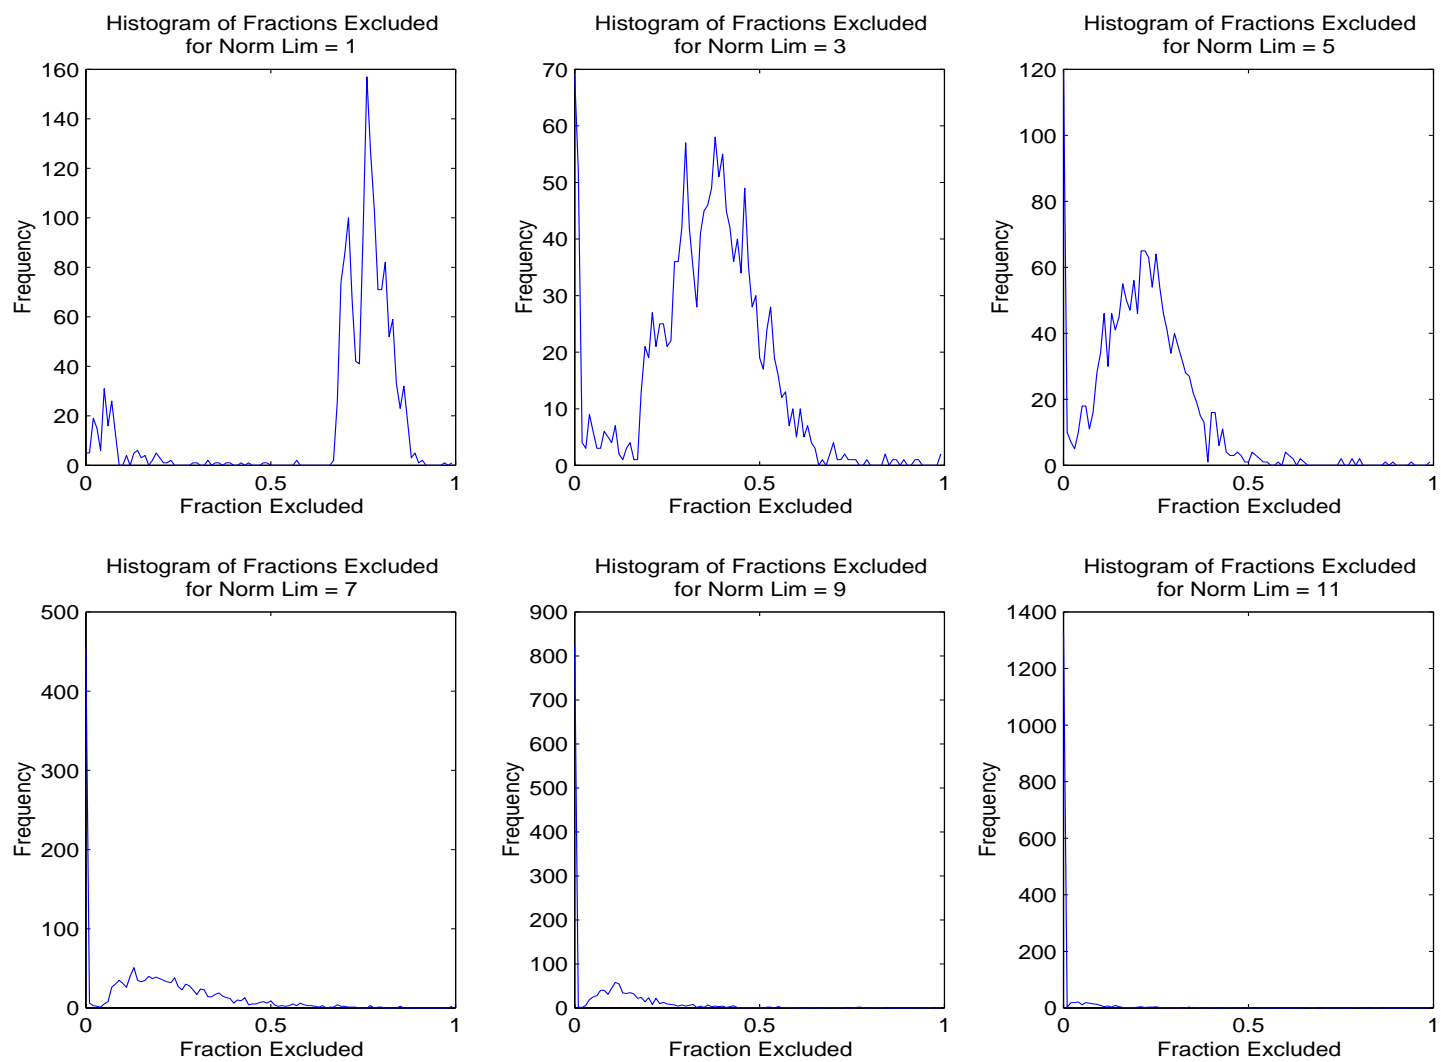 Histogram of Fractions Excluded
for Norm Lim = 1
160
140
120
100
80
60
40
20
0
Frequency
0 0.5 1
Fraction Excluded
Histogram of Fractions Excluded
for Norm Lim = 3
70
60
50
40
30
20
10
0
Frequency
0 0.5 1
Fraction Excluded
Histogram of Fractions Excluded
for Norm Lim = 5
120
100
80
60
40
20
0
Frequency
0 0.5 1
Fraction Excluded
Histogram of Fractions Excluded
for Norm Lim = 7
500
400
300
200
100
0
Frequency
0 0.5 1
Fraction Excluded
Histogram of Fractions Excluded
for Norm Lim = 9
900
800
700
600
500
400
300
200
100
0
Frequency
0 0.5 1
Fraction Excluded
Histogram of Fractions Excluded
for Norm Lim = 11
1400
1200
1000
800
600
400
200
0
Frequency
0 0.5 1
Fraction Excluded